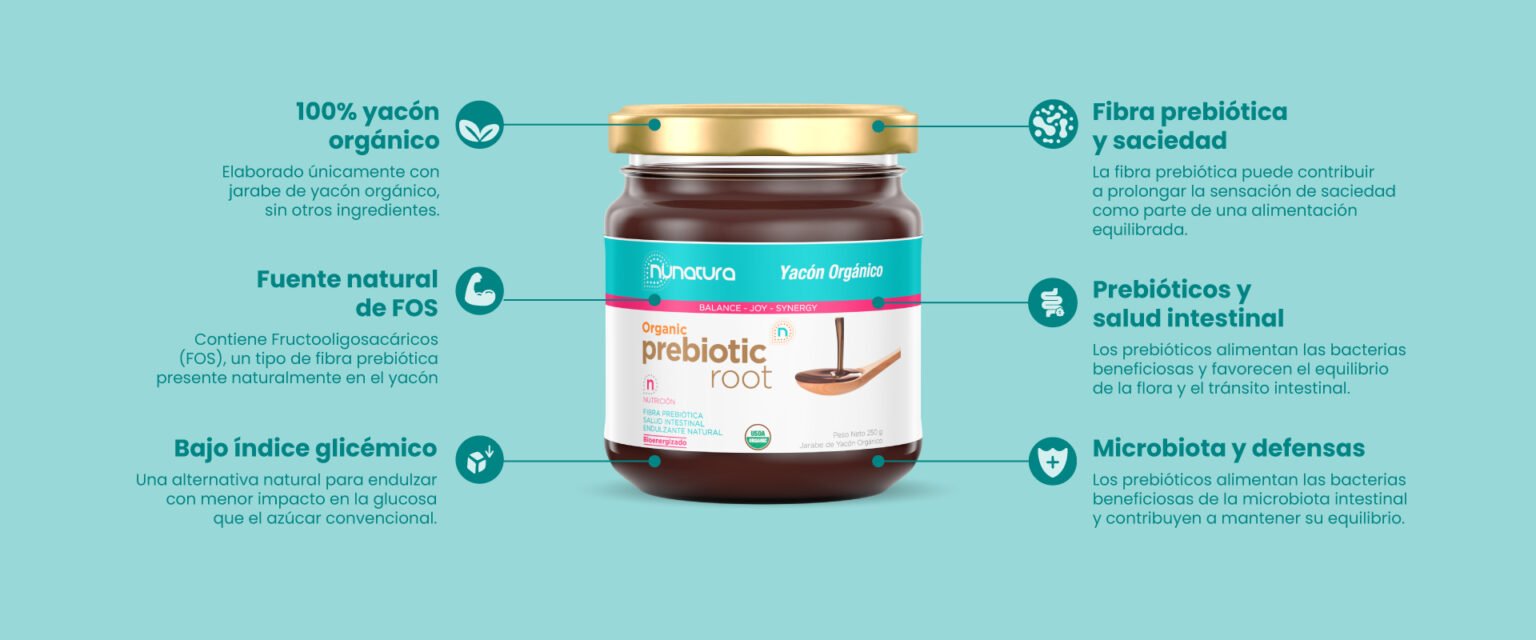 100% yacón
orgánico
Elaborado únicamente con
jarabe de yacón orgánico,
sin otros ingredientes.
Fuente natural
de FOS
Contiene Fructooligosacáricos
(FOS), un tipo de fibra prebiótica
presente naturalmente en el yacón
Bajo índice glicémico
Una alternativa natural para endulzar
con menor impacto en la glucosa
que el azúcar convencional.
nunatura
Yacón Orgánico
BALANCE - JOY - SYNERGY
Organic
prebiotic
root
n
n
NUTRICIÓN
FIBRA PREBIÓTICA
SALUD INTESTINAL
ENDULZANTE NATURAL
Bioenergizado
USDA
ORGANIC
Peso Neto 250 g
Jarabe de Yacón Orgánico
Fibra prebiótica
y saciedad
La fibra prebiótica puede contribuir
a prolongar la sensación de saciedad
como parte de una alimentación
equilibrada.
Prebióticos y
salud intestinal
Los prebióticos alimentan las bacterias
beneficiosas y favorecen el equilibrio
de la flora y el tránsito intestinal.
Microbiota y defensas
Los prebióticos alimentan las bacterias
beneficiosas de la microbiota intestinal
y contribuyen a mantener su equilibrio.